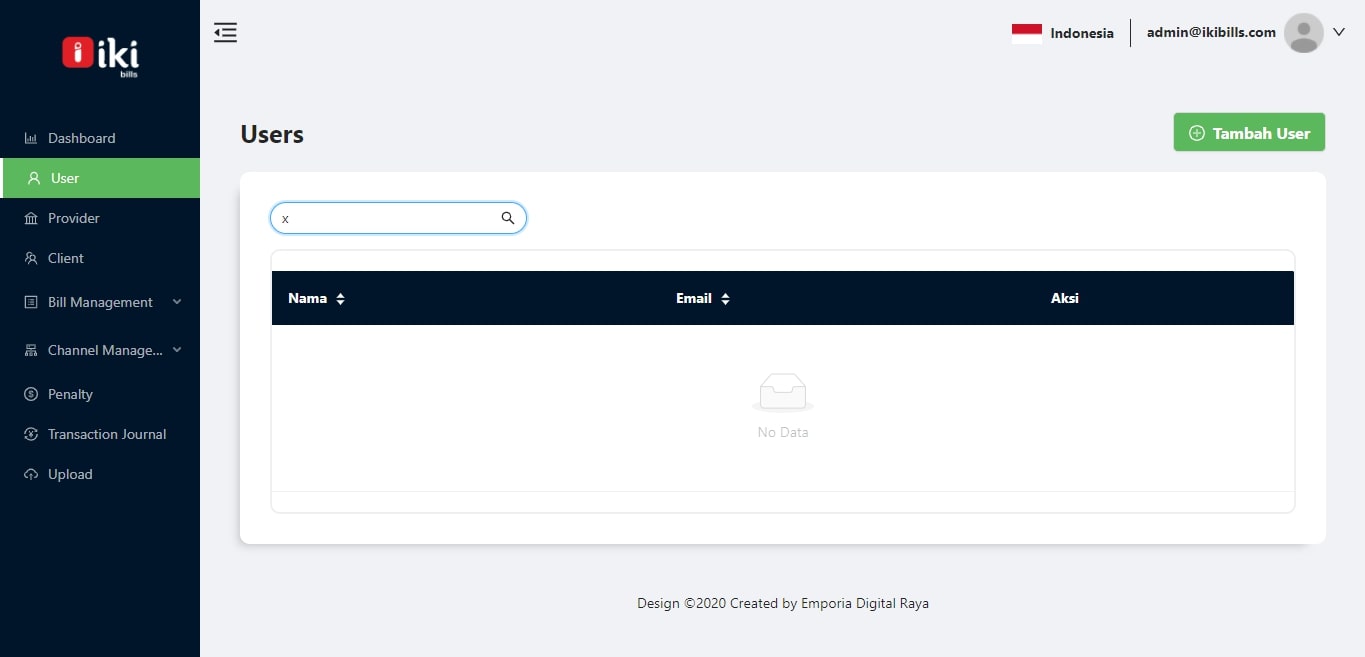 iki
bills
Indonesia
admin@ikibills.com
Dashboard
User
Provider
Client
Bill Management
Channel Manage...
Penalty
Transaction Journal
Upload
Users
Tambah User
x
Nama
Email
Aksi
No Data
Design ©2020 Created by Emporia Digital Raya